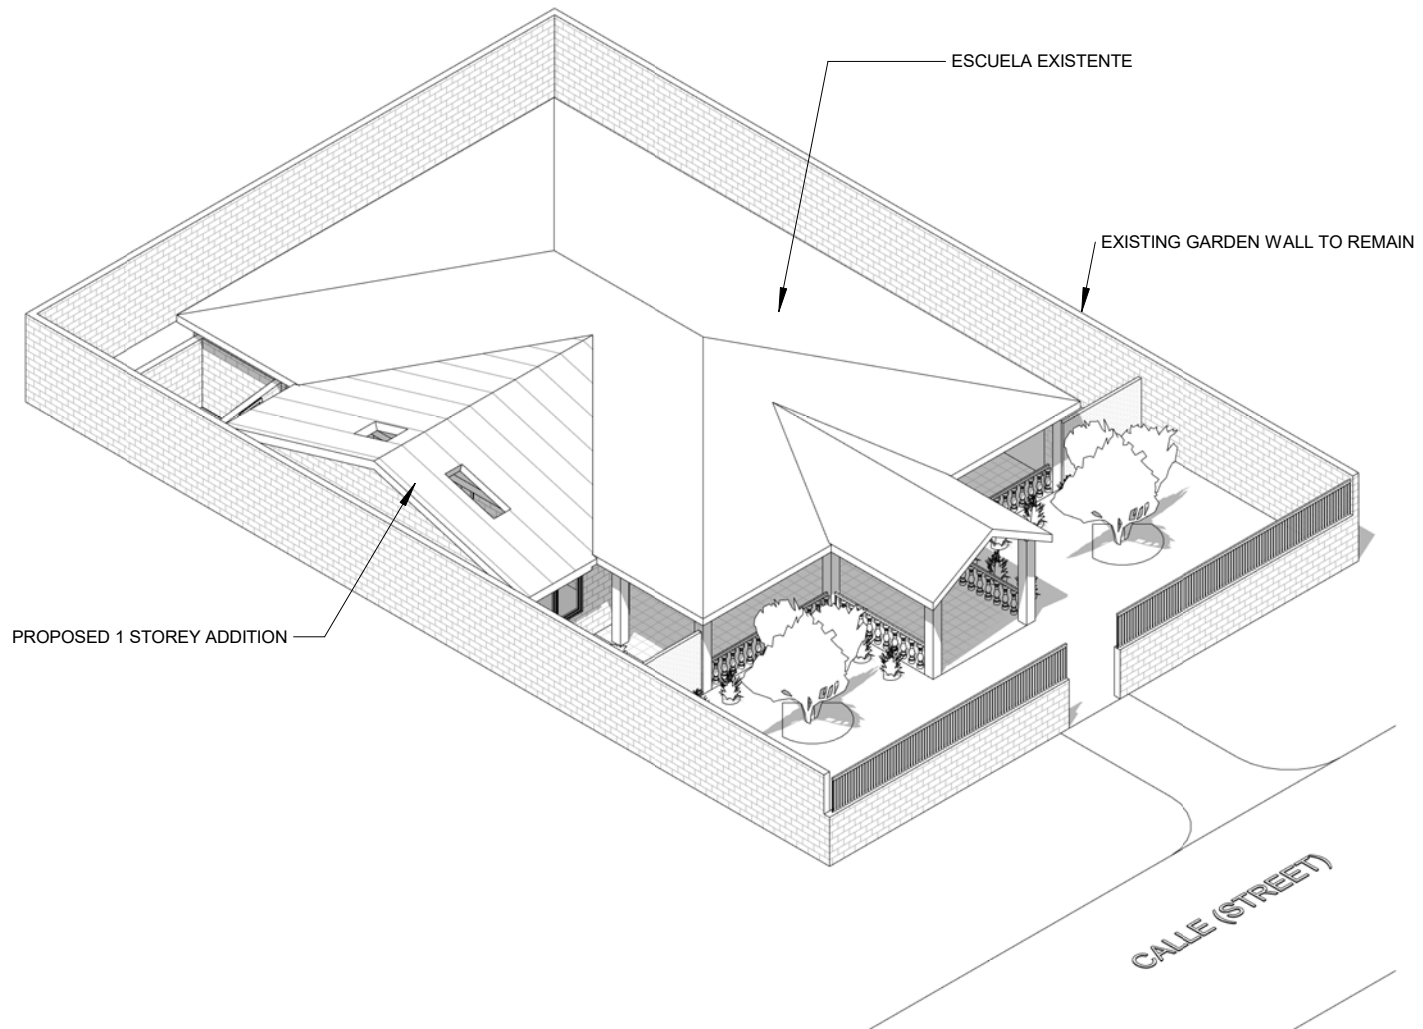 ESCUELA EXISTENTE
EXISTING GARDEN WALL TO REMAIN
PROPOSED 1 STOREY ADDITION
CALLE (STREET)